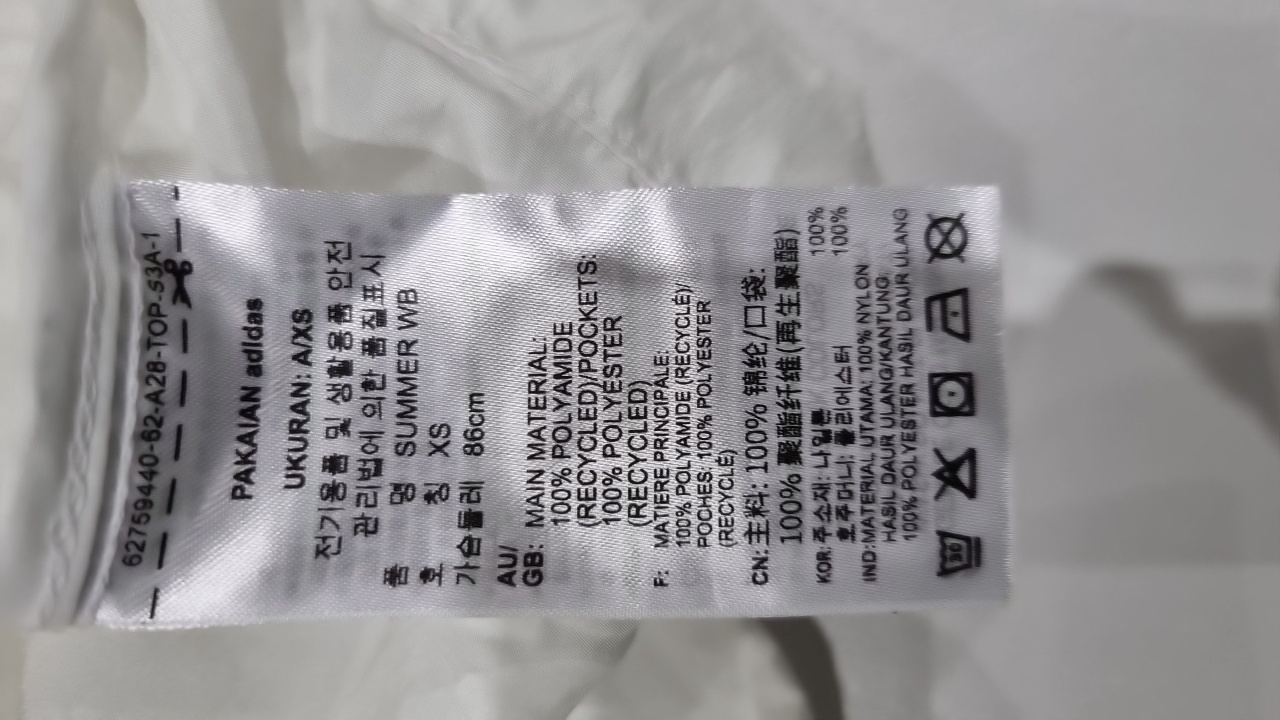 62759440-62-A28-TOP-53A-1
PAKAIAN adidas
UKURAN: A/XS
전기용품 및 생활용품 안전
관리법에 의한 품질표시
품 명 SUMMER WB
호 칭 XS
가슴둘레 86cm
AU/
GB: MAIN MATERIAL:
100% POLYAMIDE
(RECYCLED)/POCKETS:
100% POLYESTER
(RECYCLED)
F: MATIERE PRINCIPALE:
100% POLYAMIDE (RECYCLÉ)/
POCHES: 100% POLYESTER
(RECYCLÉ)
CN: 主料: 100% 锦纶/口袋:
100% 聚酯纤维(再生聚酯)
KOR: 주소재: 나일론 100%
호주머니: 폴리에스터 100%
IND: MATERIAL UTAMA: 100% NYLON
HASIL DAUR ULANG/KANTUNG:
100% POLYESTER HASIL DAUR ULANG
30